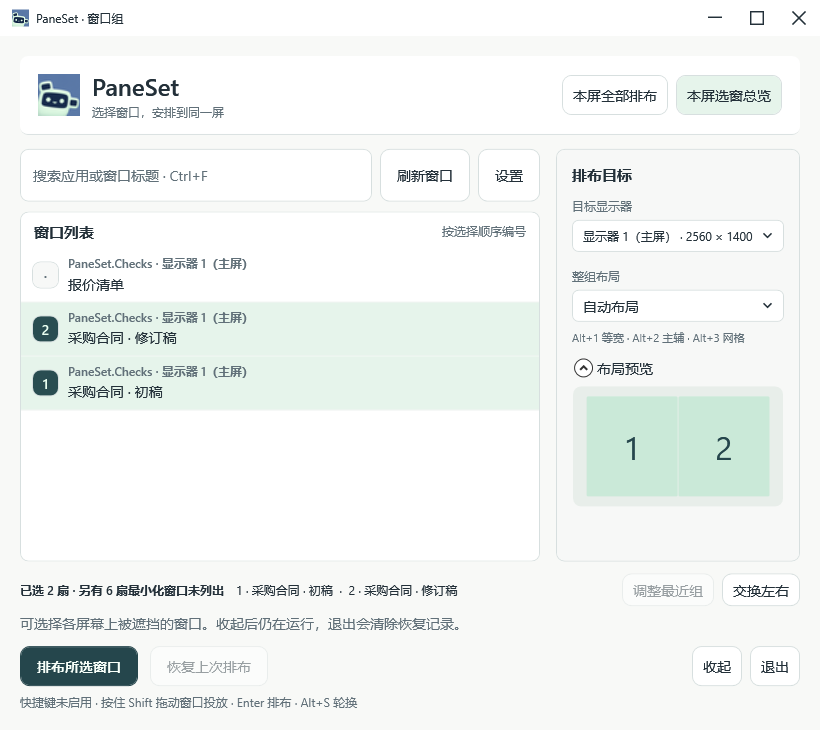 PaneSet · 窗口组
PaneSet
选择窗口，安排到同一屏
本屏全部排布
本屏选窗总览
搜索应用或窗口标题 · Ctrl+F
刷新窗口
设置
窗口列表
按选择顺序编号
·
PaneSet.Checks · 显示器 1（主屏）
报价清单
2
PaneSet.Checks · 显示器 1（主屏）
采购合同 · 修订稿
1
PaneSet.Checks · 显示器 1（主屏）
采购合同 · 初稿
排布目标
目标显示器
显示器 1（主屏） · 2560 × 1400
整组布局
自动布局
Alt+1 等宽 · Alt+2 主辅 · Alt+3 网格
布局预览
1
2
已选 2 扇 · 另有 6 扇最小化窗口未列出 1 · 采购合同 · 初稿 · 2 · 采购合同 · 修订稿
调整最近组
交换左右
可选择各屏幕上被遮挡的窗口。收起后仍在运行，退出会清除恢复记录。
排布所选窗口
恢复上次排布
收起
退出
快捷键未启用 · 按住 Shift 拖动窗口投放 · Enter 排布 · Alt+S 轮换